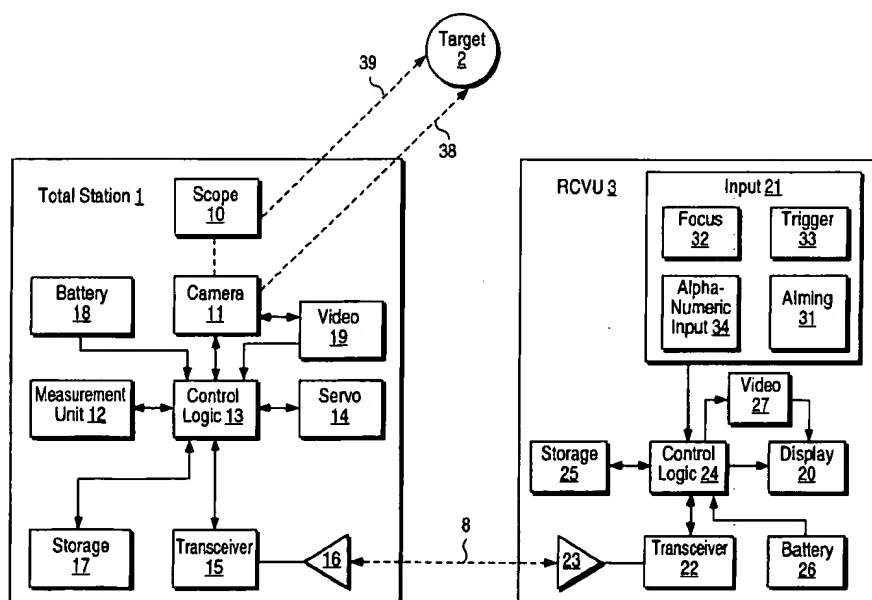 Target
2
39
38
Total Station 1
Scope
10
Battery
18
Camera
11
Video
19
Measurement
Unit 12
Control
Logic 13
Servo
14
Storage
17
Transceiver
15
16
8
RCVU 3
Input 21
Focus
32
Trigger
33
Alpha-
Numeric
Input 34
Aiming
31
Video
27
Storage
25
Control
Logic 24
Display
20
23
Transceiver
22
Battery
26